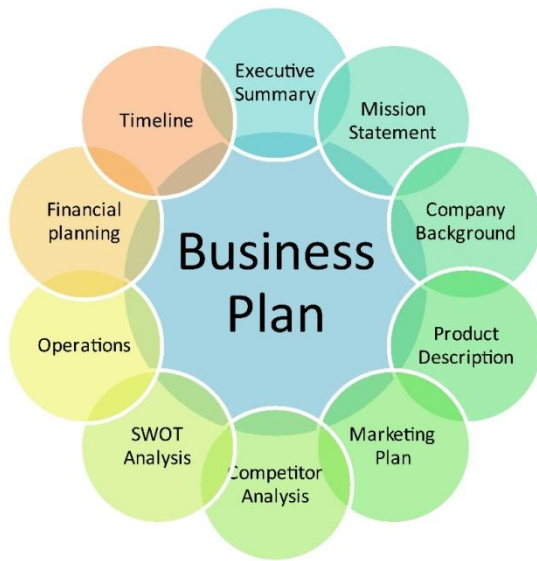 Business
Plan
Executive
Summary
Mission
Statement
Company
Background
Product
Description
Marketing
Plan
Competitor
Analysis
SWOT
Analysis
Operations
Financial
planning
Timeline